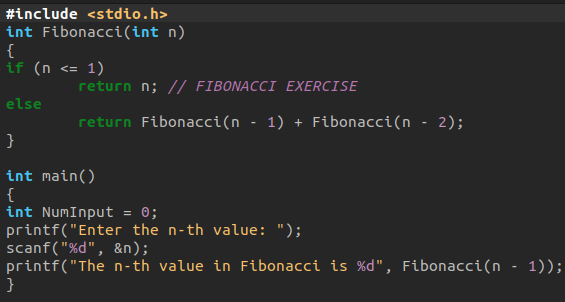 #include <stdio.h>
int Fibonacci(int n)
{
if (n <= 1)
        return n; // FIBONACCI EXERCISE
else
        return Fibonacci(n - 1) + Fibonacci(n - 2);
}

int main()
{
int NumInput = 0;
printf("Enter the n-th value: ");
scanf("%d", &n);
printf("The n-th value in Fibonacci is %d", Fibonacci(n - 1));
}